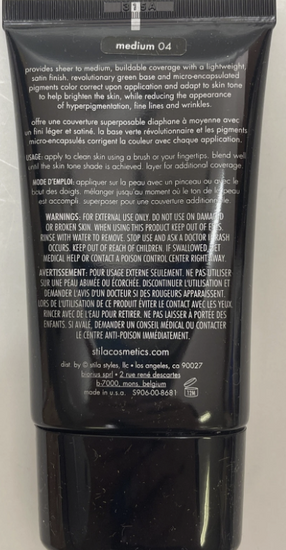 medium 04
provides sheer to medium, buildable coverage with a lightweight,
satin finish. revolutionary green base and micro-encapsulated
pigments color correct upon application and adapt to skin tone
to help brighten the skin, while reducing the appearance
of hyperpigmentation, fine lines and wrinkles.
offre une couverture superposable diaphane à moyenne avec
un fini léger et satiné. la base verte révolutionnaire et les pigments
micro-encapsulés corrigent la couleur avec chaque application.
USAGE: apply to clean skin using a brush or your fingertips. blend well
until the skin tone shade is achieved. layer for additional coverage.
MODE D'EMPLOI: appliquer sur la peau avec un pinceau ou avec le
bout des doigts. mélanger jusqu'au moment où le ton de la peau
est accompli. superposer pour une couverture additionnelle.
WARNINGS: FOR EXTERNAL USE ONLY. DO NOT USE ON DAMAGED
OR BROKEN SKIN. WHEN USING THIS PRODUCT KEEP OUT OF EYES.
RINSE WITH WATER TO REMOVE. STOP USE AND ASK A DOCTOR IF RASH
OCCURS. KEEP OUT OF REACH OF CHILDREN. IF SWALLOWED, GET
MEDICAL HELP OR CONTACT A POISON CONTROL CENTER RIGHT AWAY.
AVERTISSEMENT: POUR USAGE EXTERNE SEULEMENT. NE PAS UTILISER
SUR UNE PEAU ABIMÉE OU ÉCORCHÉE. DISCONTINUER L'UTILISATION ET
DEMANDER L'AVIS D'UN DOCTEUR SI DES ROUGEURS APPARAISSENT.
LORS DE L'UTILISATION DE CE PRODUIT EVITER LE CONTACT AVEC LES YEUX.
RINCER AVEC DE L'EAU POUR RETIRER. NE PAS LAISSER À PORTÉE DES
ENFANTS. SI AVALÉ, DEMANDER UN CONSEIL MÉDICAL OU CONTACTER
LE CENTRE ANTI-POISON IMMÉDIATEMENT.
stilacosmetics.com
dist. by © stila styles, llc • los angeles, ca 90027
biorius sprl • 2 rue rené descartes
b-7000, mons, belgium
made in u.s.a. S906-00-8681
12M